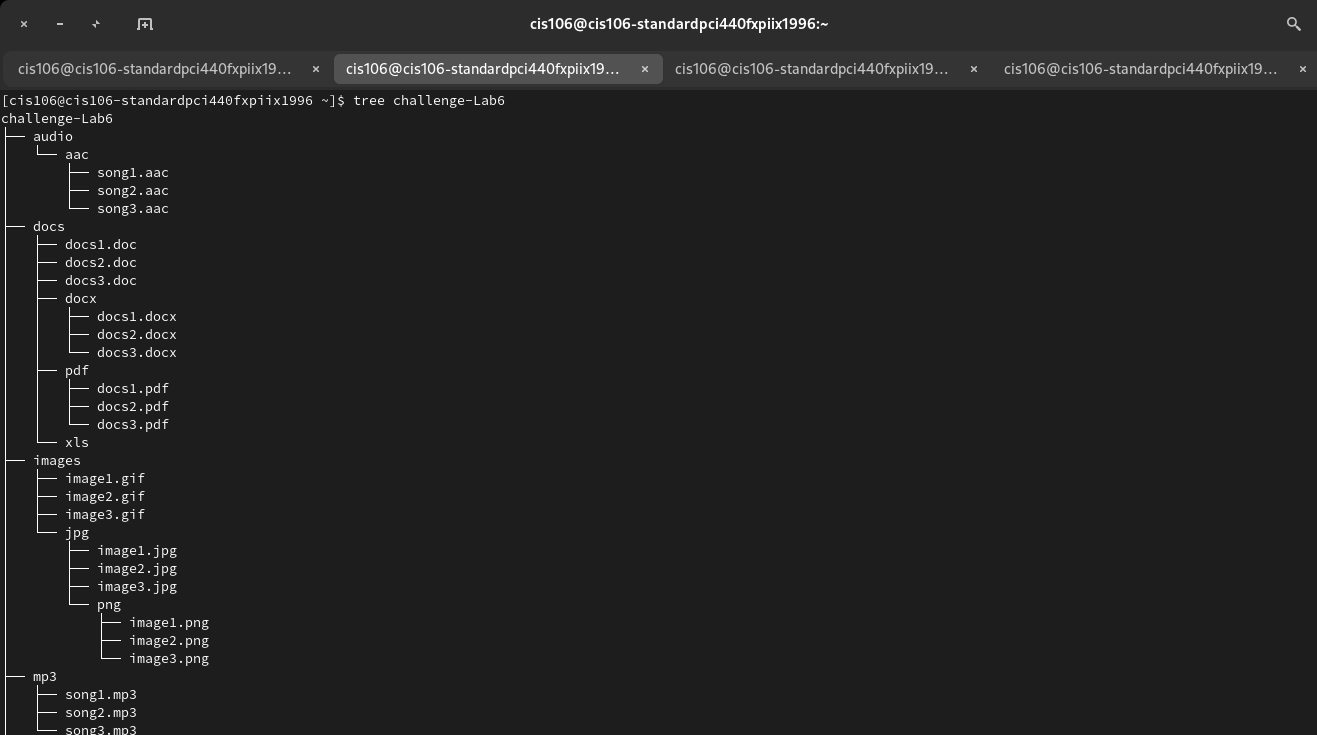 cis106@cis106-standardpci440fxpiix1996:~
cis106@cis106-standardpci440fxpiix19... × cis106@cis106-standardpci440fxpiix19... × cis106@cis106-standardpci440fxpiix19... × cis106@cis106-standardpci440fxpiix19... ×
[cis106@cis106-standardpci440fxpiix1996 ~]$ tree challenge-Lab6
challenge-Lab6
├── audio
│   └── aac
│       ├── song1.aac
│       ├── song2.aac
│       └── song3.aac
├── docs
│   ├── docs1.doc
│   ├── docs2.doc
│   ├── docs3.doc
│   ├── docx
│   │   ├── docs1.docx
│   │   ├── docs2.docx
│   │   └── docs3.docx
│   ├── pdf
│   │   ├── docs1.pdf
│   │   ├── docs2.pdf
│   │   └── docs3.pdf
│   └── xls
├── images
│   ├── image1.gif
│   ├── image2.gif
│   ├── image3.gif
│   └── jpg
│       ├── image1.jpg
│       ├── image2.jpg
│       ├── image3.jpg
│       └── png
│           ├── image1.png
│           ├── image2.png
│           └── image3.png
├── mp3
│   ├── song1.mp3
│   ├── song2.mp3
│   └── song3.mp3